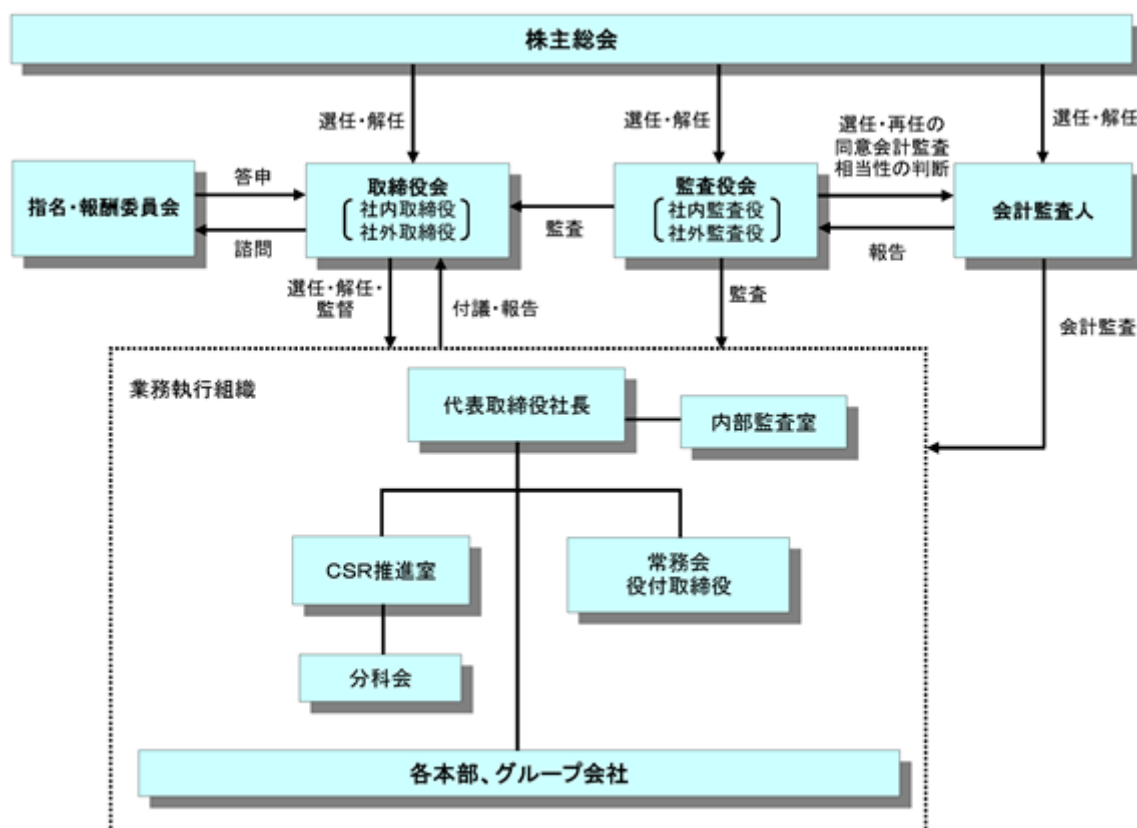 株主総会
選任・解任
選任・解任
選任・再任の
同意会計監査
相当性の判断
選任・解任
指名・報酬委員会
答申
諮問
取締役会
社内取締役
社外取締役
監査
監査役会
社内監査役
社外監査役
報告
会計監査人
選任・解任・
監督
付議・報告
監査
会計監査
業務執行組織
代表取締役社長
内部監査室
CSR推進室
常務会
役付取締役
分科会
各本部、グループ会社